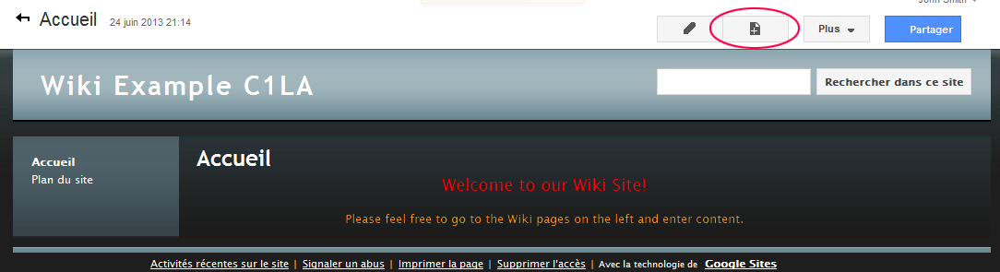 John Smith
Accueil 24 juin 2013 21:14
Plus
Partager
Wiki Example C1LA
Rechercher dans ce site
Accueil
Plan du site
Accueil
Welcome to our Wiki Site!
Please feel free to go to the Wiki pages on the left and enter content.
Activités récentes sur le site | Signaler un abus | Imprimer la page | Supprimer l'accès | Avec la technologie de Google Sites